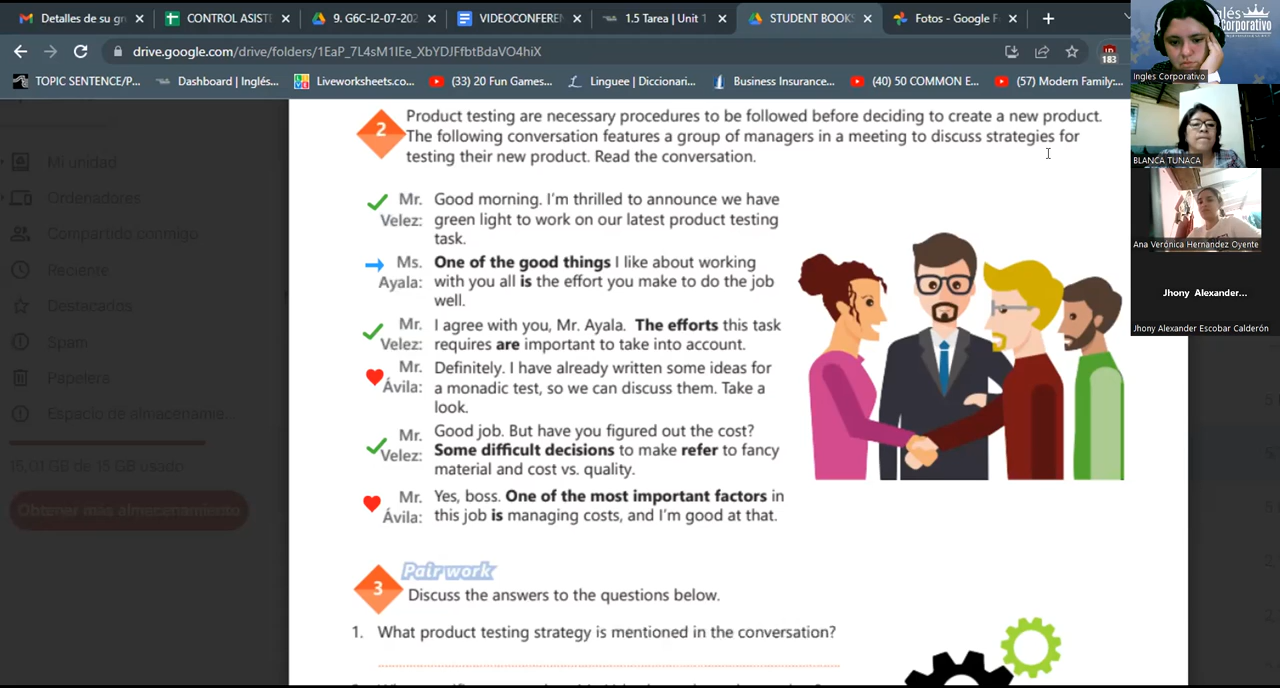 Detalles de su gr
CONTROL ASIST
9. G6C-I2-07-202
VIDEOCONFEREN
1.5 Tarea | Unit 1
STUDENT BOOKS
Fotos - Google F
drive.google.com/drive/folders/1EaP_7L4sM1IEe_XbYDJFfbtBdaVO4hiX
183
TOPIC SENTENCE/P...
Dashboard | Inglés...
Liveworksheets.co...
(33) 20 Fun Games...
Linguee | Diccionari...
Business Insurance...
(40) 50 COMMON E...
(57) Modern Family:...
Mi unidad
Ordenadores
Compartido conmigo
Reciente
Destacados
Spam
Papelera
Espacio de almacenamie...
15,01 GB de 15 GB usado
Obtener más almacenamiento
2
Product testing are necessary procedures to be followed before deciding to create a new product.
The following conversation features a group of managers in a meeting to discuss strategies for
testing their new product. Read the conversation.
Mr. Velez: Good morning. I'm thrilled to announce we have
green light to work on our latest product testing
task.
Ms. Ayala: One of the good things I like about working
with you all is the effort you make to do the job
well.
Mr. Velez: I agree with you, Mr. Ayala. The efforts this task
requires are important to take into account.
Mr. Ávila: Definitely. I have already written some ideas for
a monadic test, so we can discuss them. Take a
look.
Mr. Velez: Good job. But have you figured out the cost?
Some difficult decisions to make refer to fancy
material and cost vs. quality.
Mr. Ávila: Yes, boss. One of the most important factors in
this job is managing costs, and I'm good at that.
3
Pair work
Discuss the answers to the questions below.
1. What product testing strategy is mentioned in the conversation?
glés
Corporativo
Ingles Corporativo
BLANCA TUNACA
Ana Verónica Hernandez Oyente
Jhony Alexander...
Jhony Alexander Escobar Calderón